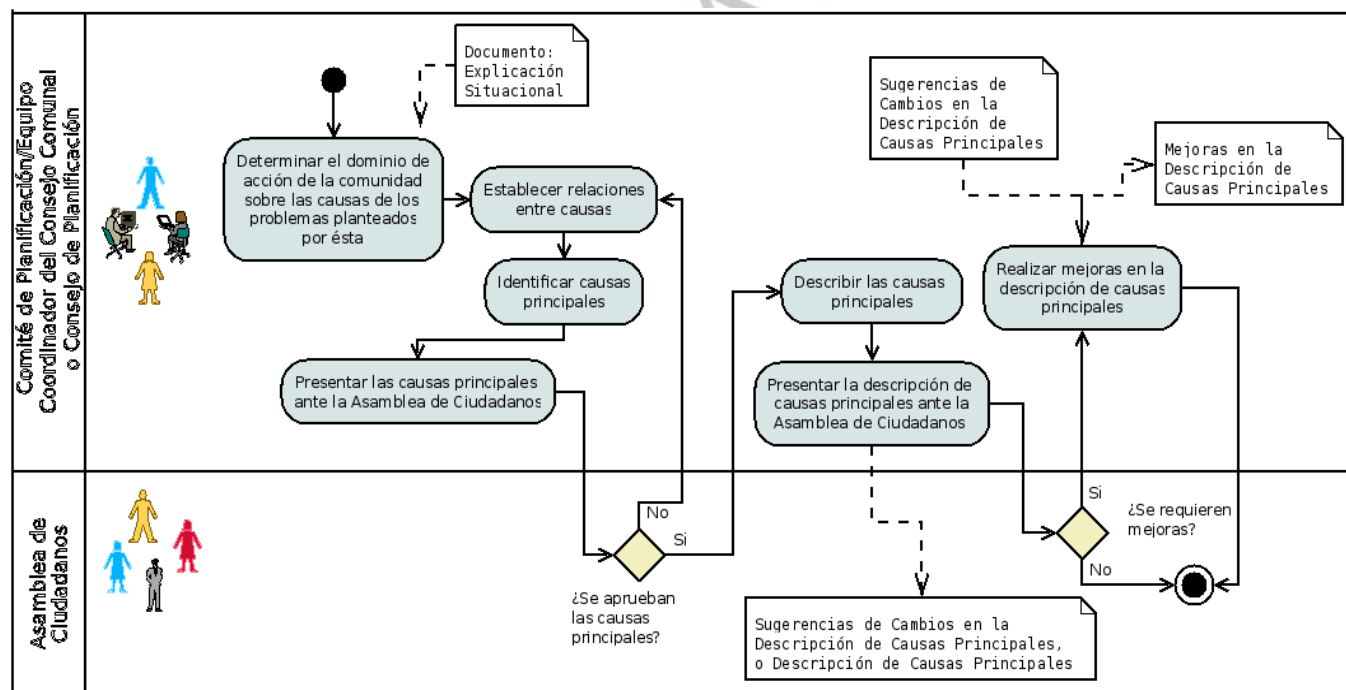 Comité de Planificación/Equipo
Coordinador del Consejo Comunal
o Consejo de Planificación
Documento:
Explicación
Situacional
Determinar el dominio de
acción de la comunidad
sobre las causas de los
problemas planteados
por ésta
Establecer relaciones
entre causas
Identificar causas
principales
Presentar las causas principales
ante la Asamblea de Ciudadanos
Describir las causas
principales
Presentar la descripción de
causas principales ante la
Asamblea de Ciudadanos
Sugerencias de
Cambios en la
Descripción de
Causas Principales
Mejoras en la
Descripción de
Causas Principales
Realizar mejoras en la
descripción de causas
principales
Asamblea de
Ciudadanos
No
Si
¿Se aprueban
las causas
principales?
Si
¿Se requieren
mejoras?
No
Sugerencias de Cambios en la
Descripción de Causas Principales,
o Descripción de Causas Principales